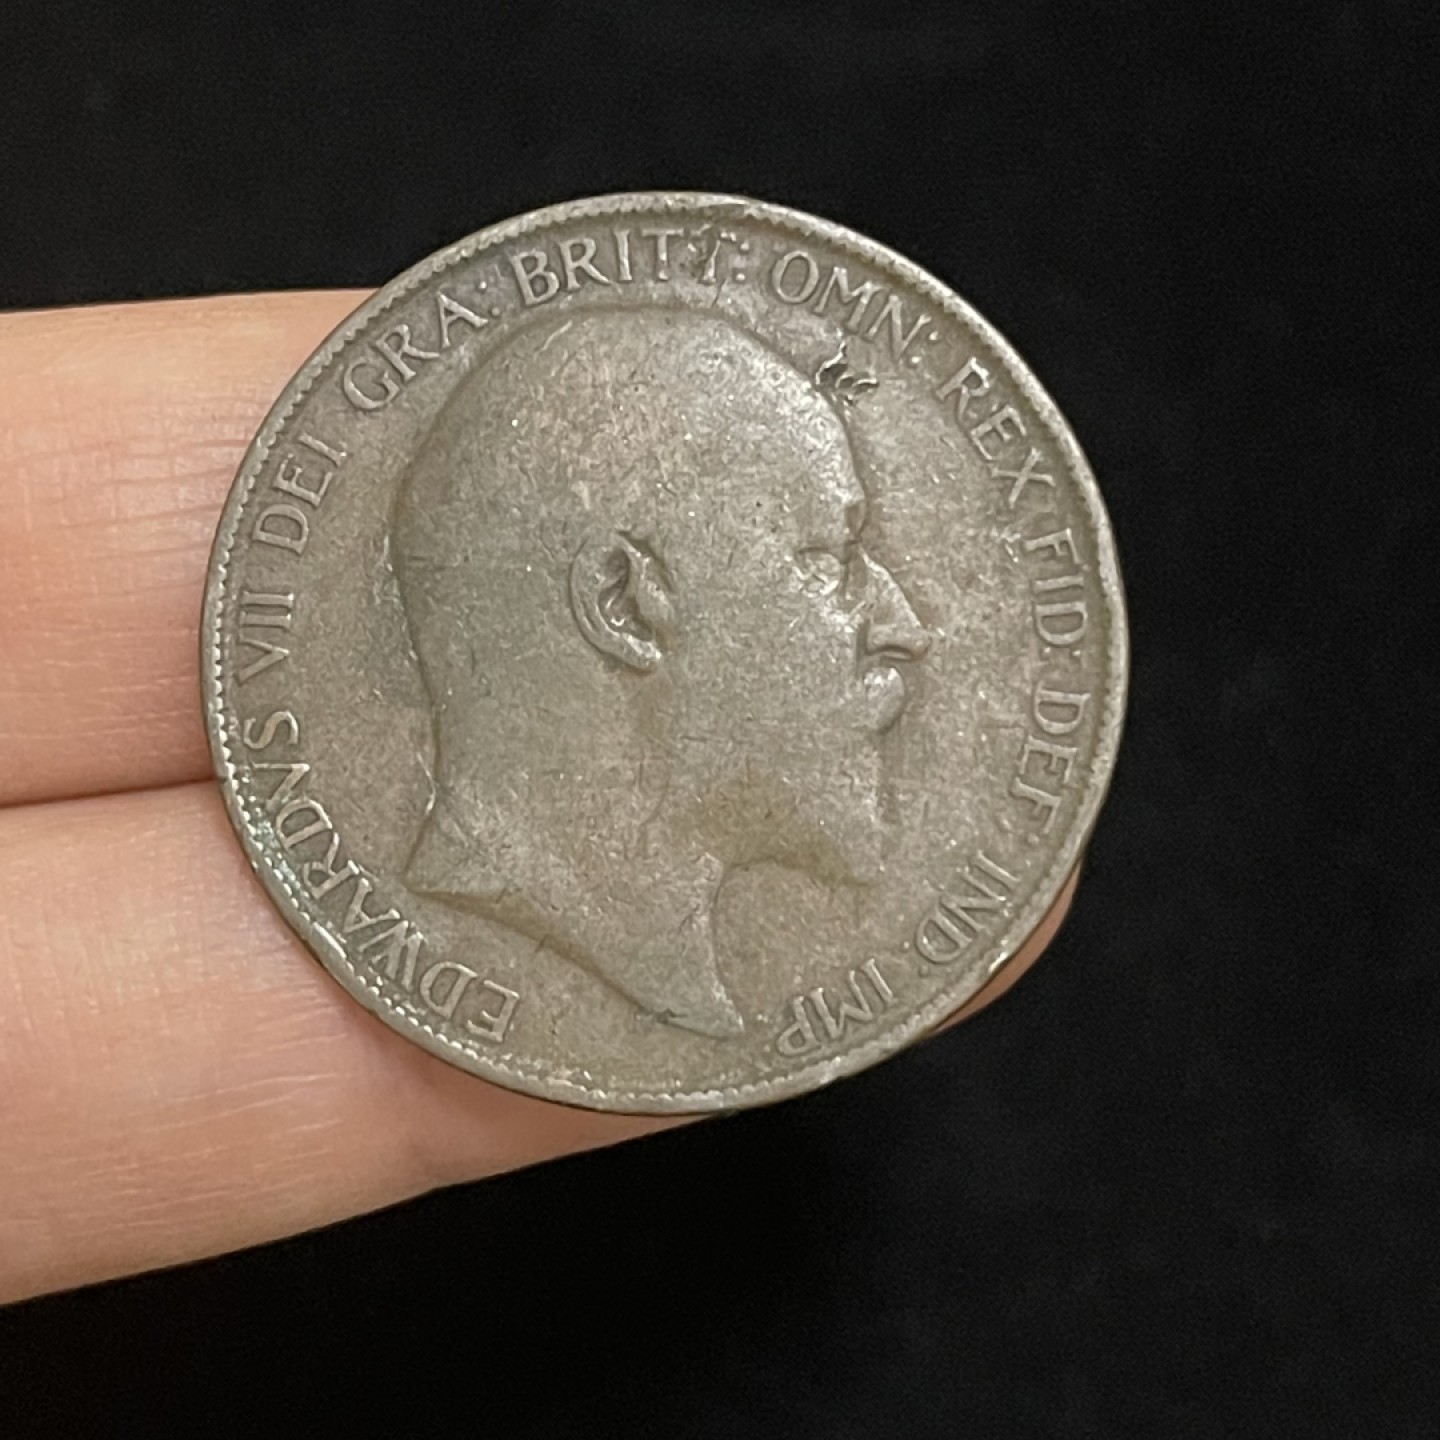 EDWARDVS VII DEI GRA: BRITT: OMN: REX FID: DEF: IND: IMP: